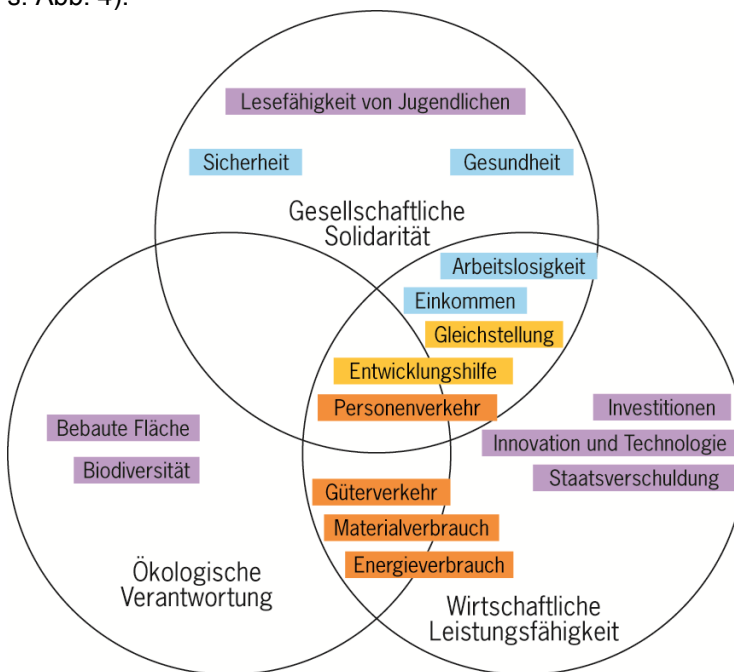 s. Abb. 4).
Lesefähigkeit von Jugendlichen
Sicherheit
Gesundheit
Gesellschaftliche
Solidarität
Arbeitslosigkeit
Einkommen
Gleichstellung
Entwicklungshilfe
Personenverkehr
Investitionen
Bebaute Fläche
Innovation und Technologie
Biodiversität
Staatsverschuldung
Güterverkehr
Materialverbrauch
Energieverbrauch
Ökologische
Verantwortung
Wirtschaftliche
Leistungsfähigkeit